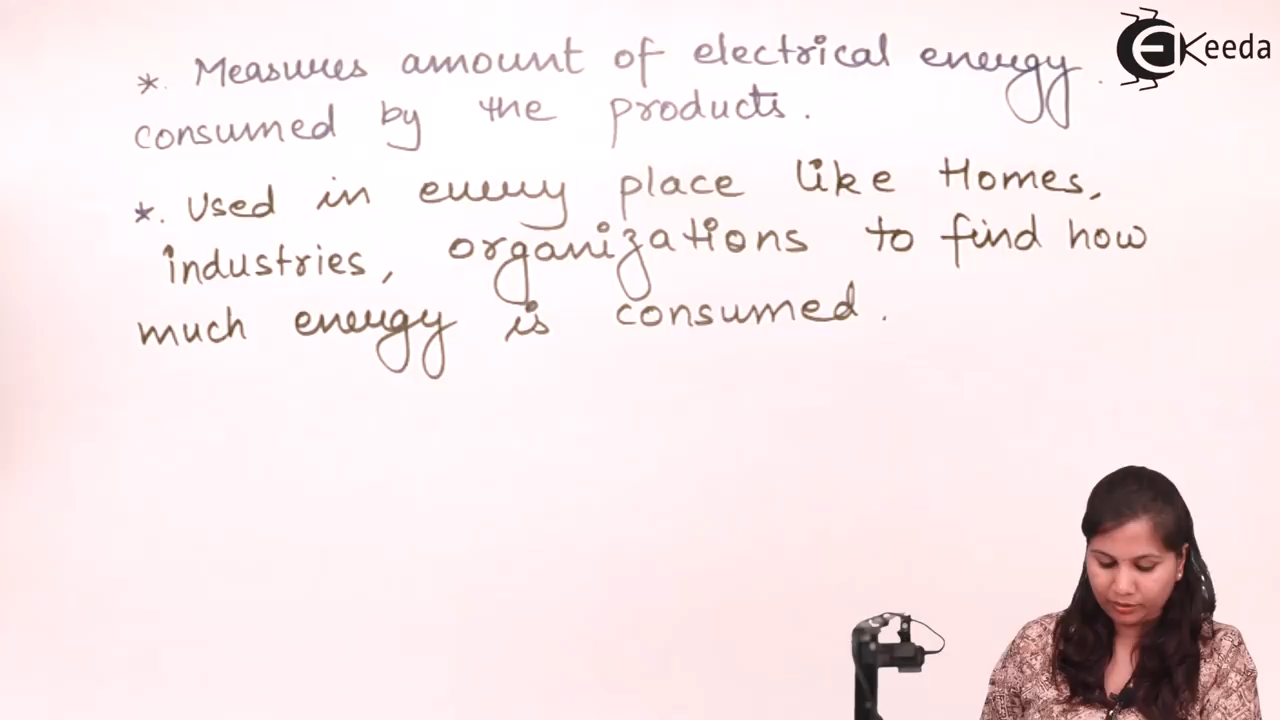 EKeeda
* Measures amount of electrical energy
consumed by the products.
* Used in every place like Homes,
industries, organizations to find how
much energy is consumed.